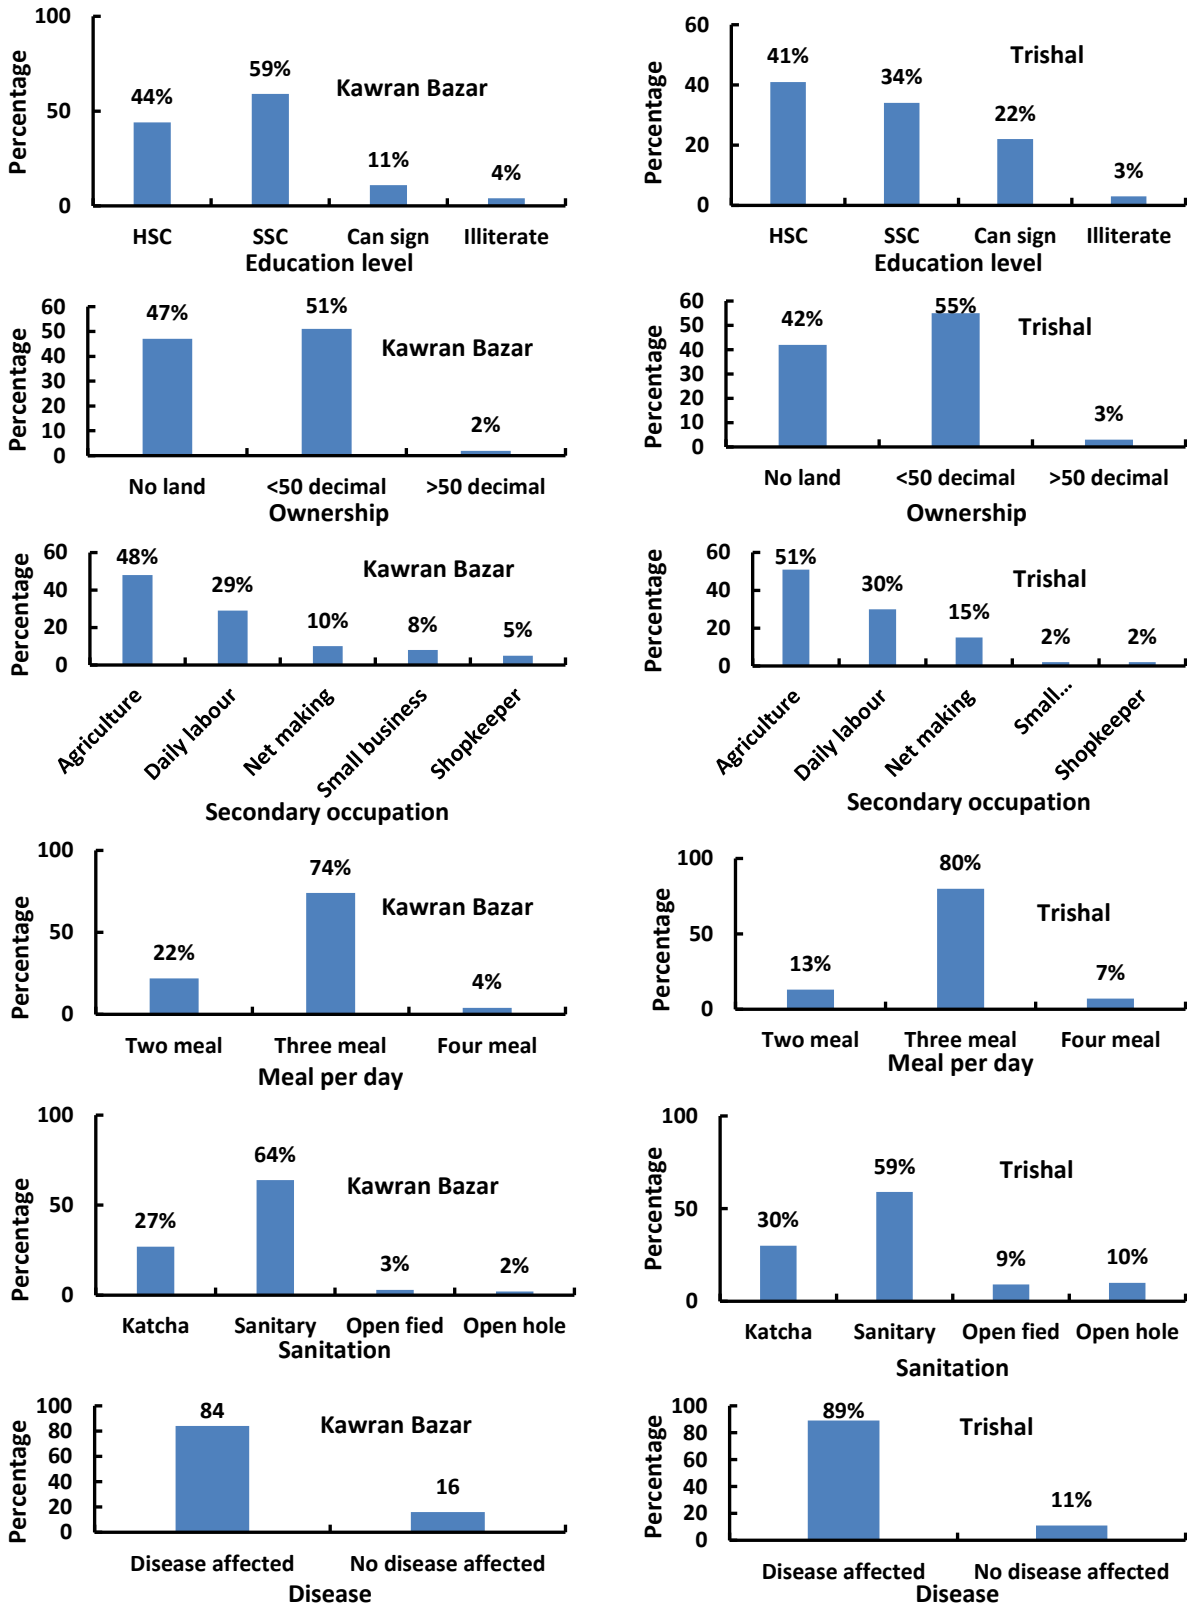 Percentage
100
50
0
44%
59%
11%
4%
Kawran Bazar
HSC SSC Can sign Illiterate
Education level
Percentage
60
40
20
0
41%
34%
22%
3%
Trishal
HSC SSC Can sign Illiterate
Education level
Percentage
60
50
40
30
20
10
0
47%
51%
2%
Kawran Bazar
No land <50 decimal >50 decimal
Ownership
Percentage
60
50
40
30
20
10
0
42%
55%
3%
Trishal
No land <50 decimal >50 decimal
Ownership
Percentage
60
40
20
0
48%
29%
10%
8%
5%
Kawran Bazar
Agriculture
Daily labour
Net making
Small business
Shopkeeper
Secondary occupation
Percentage
60
40
20
0
51%
30%
15%
2%
2%
Trishal
Agriculture
Daily labour
Net making
Small...
Shopkeeper
Secondary occupation
Percentage
100
50
0
22%
74%
4%
Kawran Bazar
Two meal Three meal Four meal
Meal per day
Percentage
100
50
0
13%
80%
7%
Trishal
Two meal Three meal Four meal
Meal per day
Percentage
100
50
0
27%
64%
3%
2%
Kawran Bazar
Katcha Sanitary Open fied Open hole
Sanitation
Percentage
100
50
0
30%
59%
9%
10%
Trishal
Katcha Sanitary Open fied Open hole
Sanitation
Percentage
100
80
60
40
20
0
84
16
Kawran Bazar
Disease affected No disease affected
Disease
Percentage
100
80
60
40
20
0
89%
11%
Trishal
Disease affected No disease affected
Disease